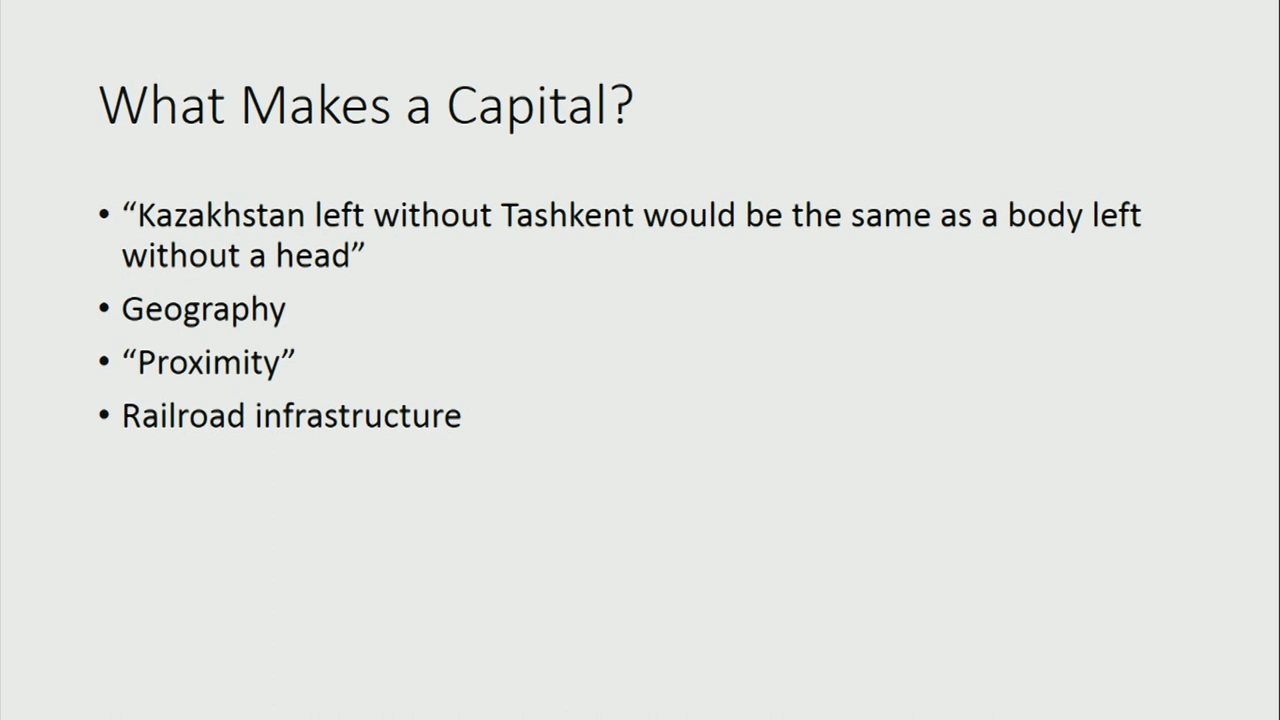 What Makes a Capital?
• “Kazakhstan left without Tashkent would be the same as a body left
without a head”
• Geography
• “Proximity”
• Railroad infrastructure